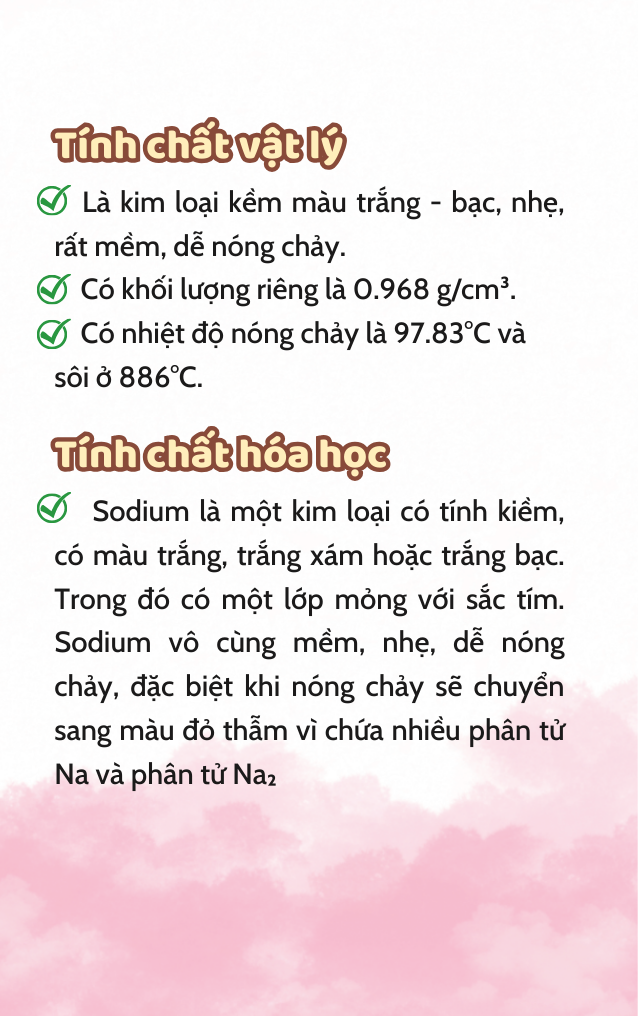 Tính chất vật lý
Là kim loại kềm màu trắng - bạc, nhẹ,
rất mềm, dễ nóng chảy.
Có khối lượng riêng là 0.968 g/cm³.
Có nhiệt độ nóng chảy là 97.83°C và
sôi ở 886°C.
Tính chất hóa học
Sodium là một kim loại có tính kiềm,
có màu trắng, trắng xám hoặc trắng bạc.
Trong đó có một lớp mỏng với sắc tím.
Sodium vô cùng mềm, nhẹ, dễ nóng
chảy, đặc biệt khi nóng chảy sẽ chuyển
sang màu đỏ thẫm vì chứa nhiều phân tử
Na và phân tử Na₂